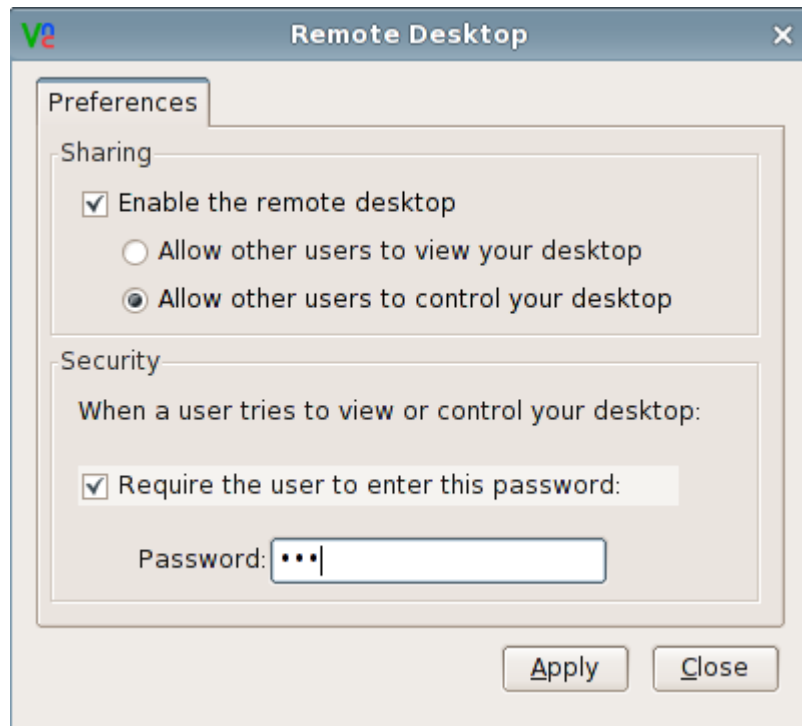 VNC Remote Desktop
Preferences
Sharing
Enable the remote desktop
Allow other users to view your desktop
Allow other users to control your desktop
Security
When a user tries to view or control your desktop:
Require the user to enter this password:
Password: •••
Apply Close